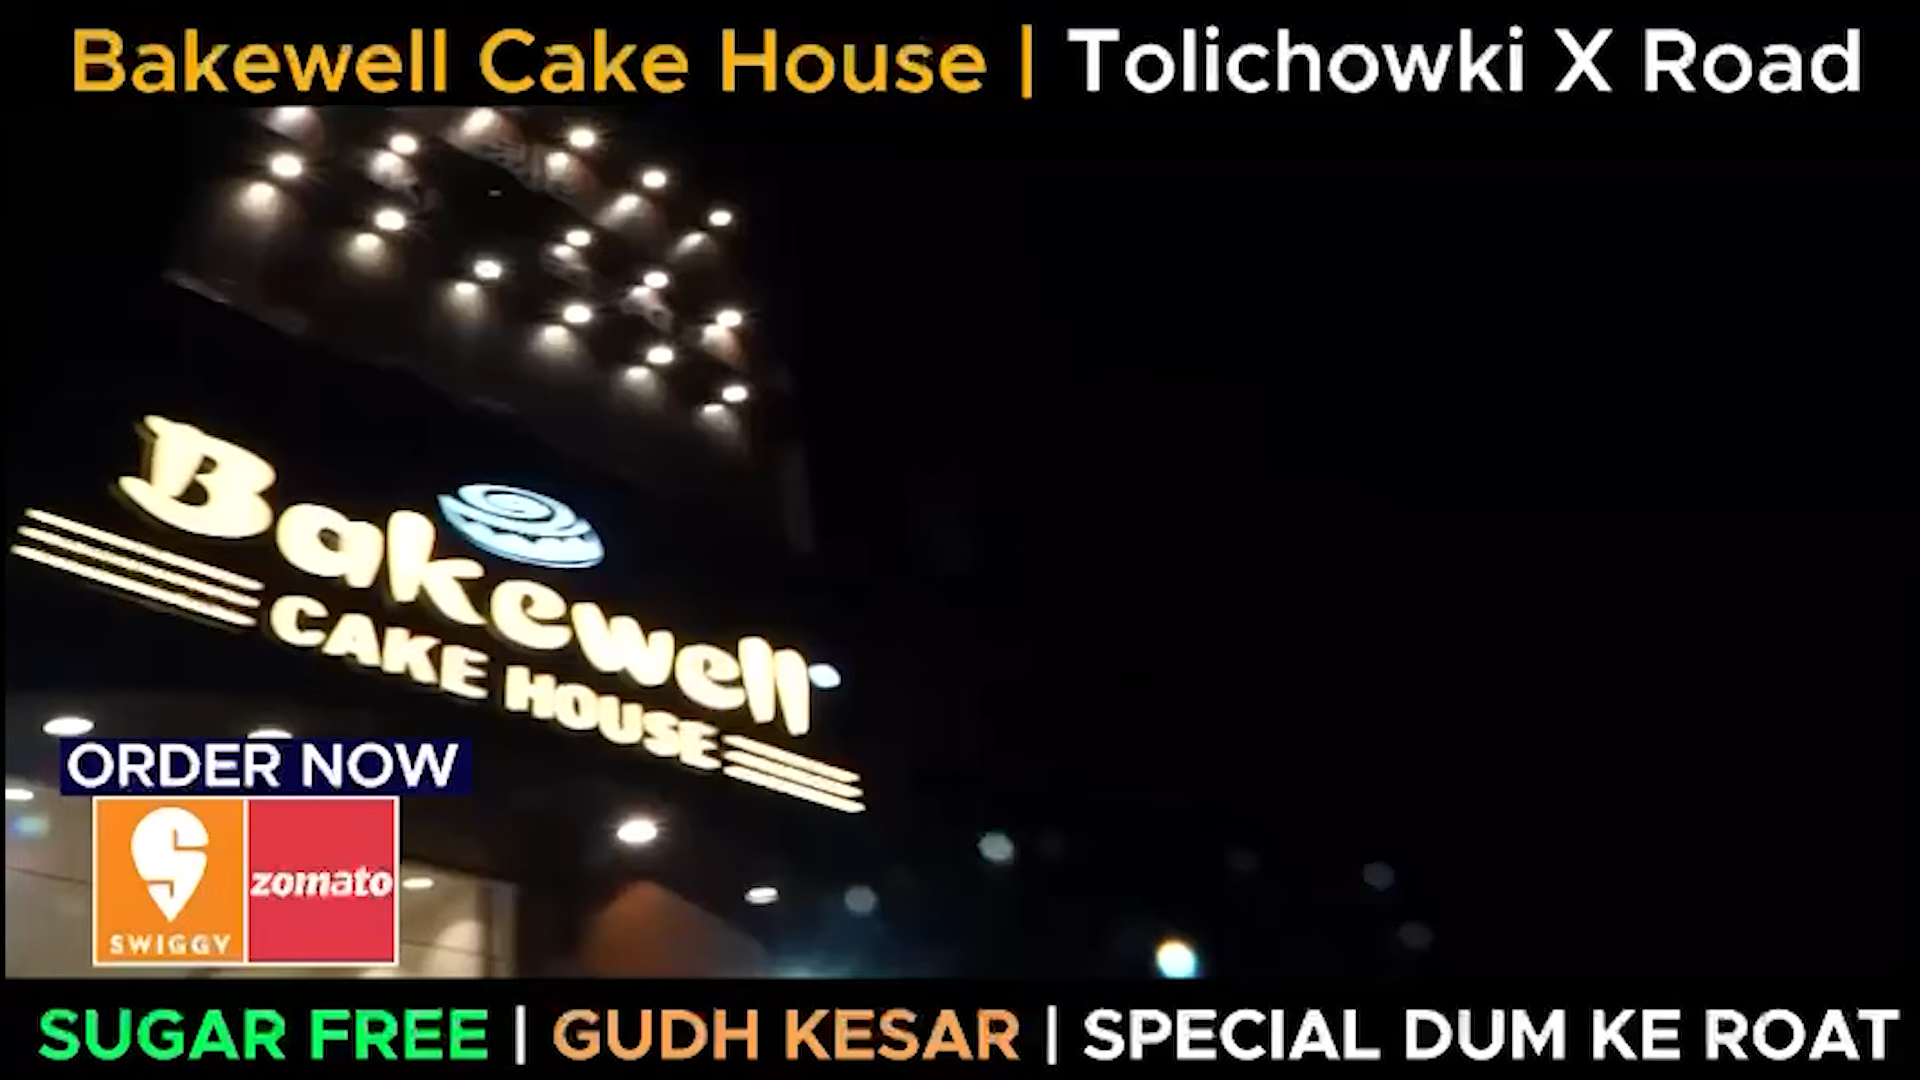 Bakewell Cake House | Tolichowki X Road
Bakewell
CAKE HOUSE
ORDER NOW
SWIGGY
zomato
SUGAR FREE | GUDH KESAR | SPECIAL DUM KE ROAT